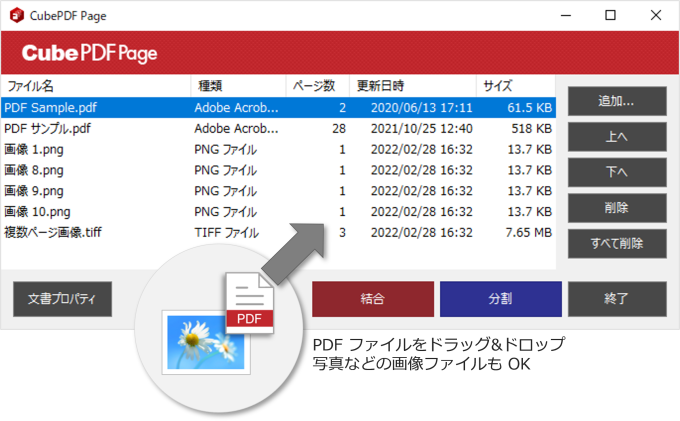 CubePDF Page
CubePDF Page
ファイル名 種類 ページ数 更新日時 サイズ
PDF Sample.pdf Adobe Acrob... 2 2020/06/13 17:11 61.5 KB
PDF サンプル.pdf Adobe Acrob... 28 2021/10/25 12:40 518 KB
画像 1.png PNG ファイル 1 2022/02/28 16:32 13.7 KB
画像 8.png PNG ファイル 1 2022/02/28 16:32 13.7 KB
画像 9.png PNG ファイル 1 2022/02/28 16:32 13.7 KB
画像 10.png PNG ファイル 1 2022/02/28 16:32 13.7 KB
複数ページ画像.tiff TIFF ファイル 3 2022/02/28 16:32 7.65 MB
追加...
上へ
下へ
削除
すべて削除
文書プロパティ 結合 分割 終了
PDF
PDF ファイルをドラッグ&ドロップ
写真などの画像ファイルも OK